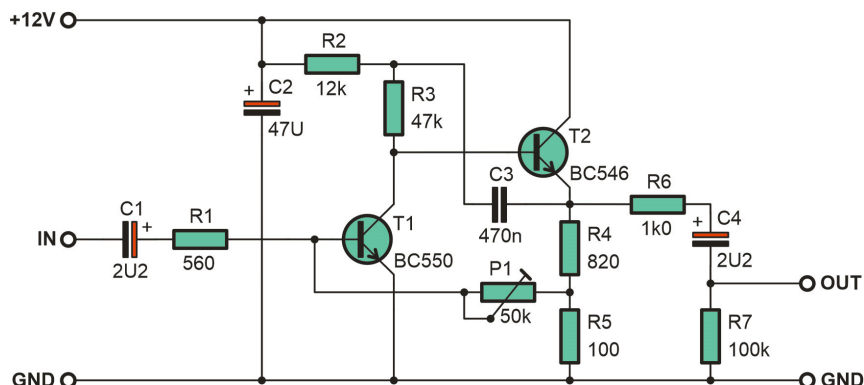 +12V
R2
12k
+
C2
47U
R3
47k
T2
BC546
C3
470n
R6
1k0
C1
+
2U2
R1
560
IN
T1
BC550
R4
820
+
C4
2U2
P1
50k
OUT
R5
100
R7
100k
GND
GND